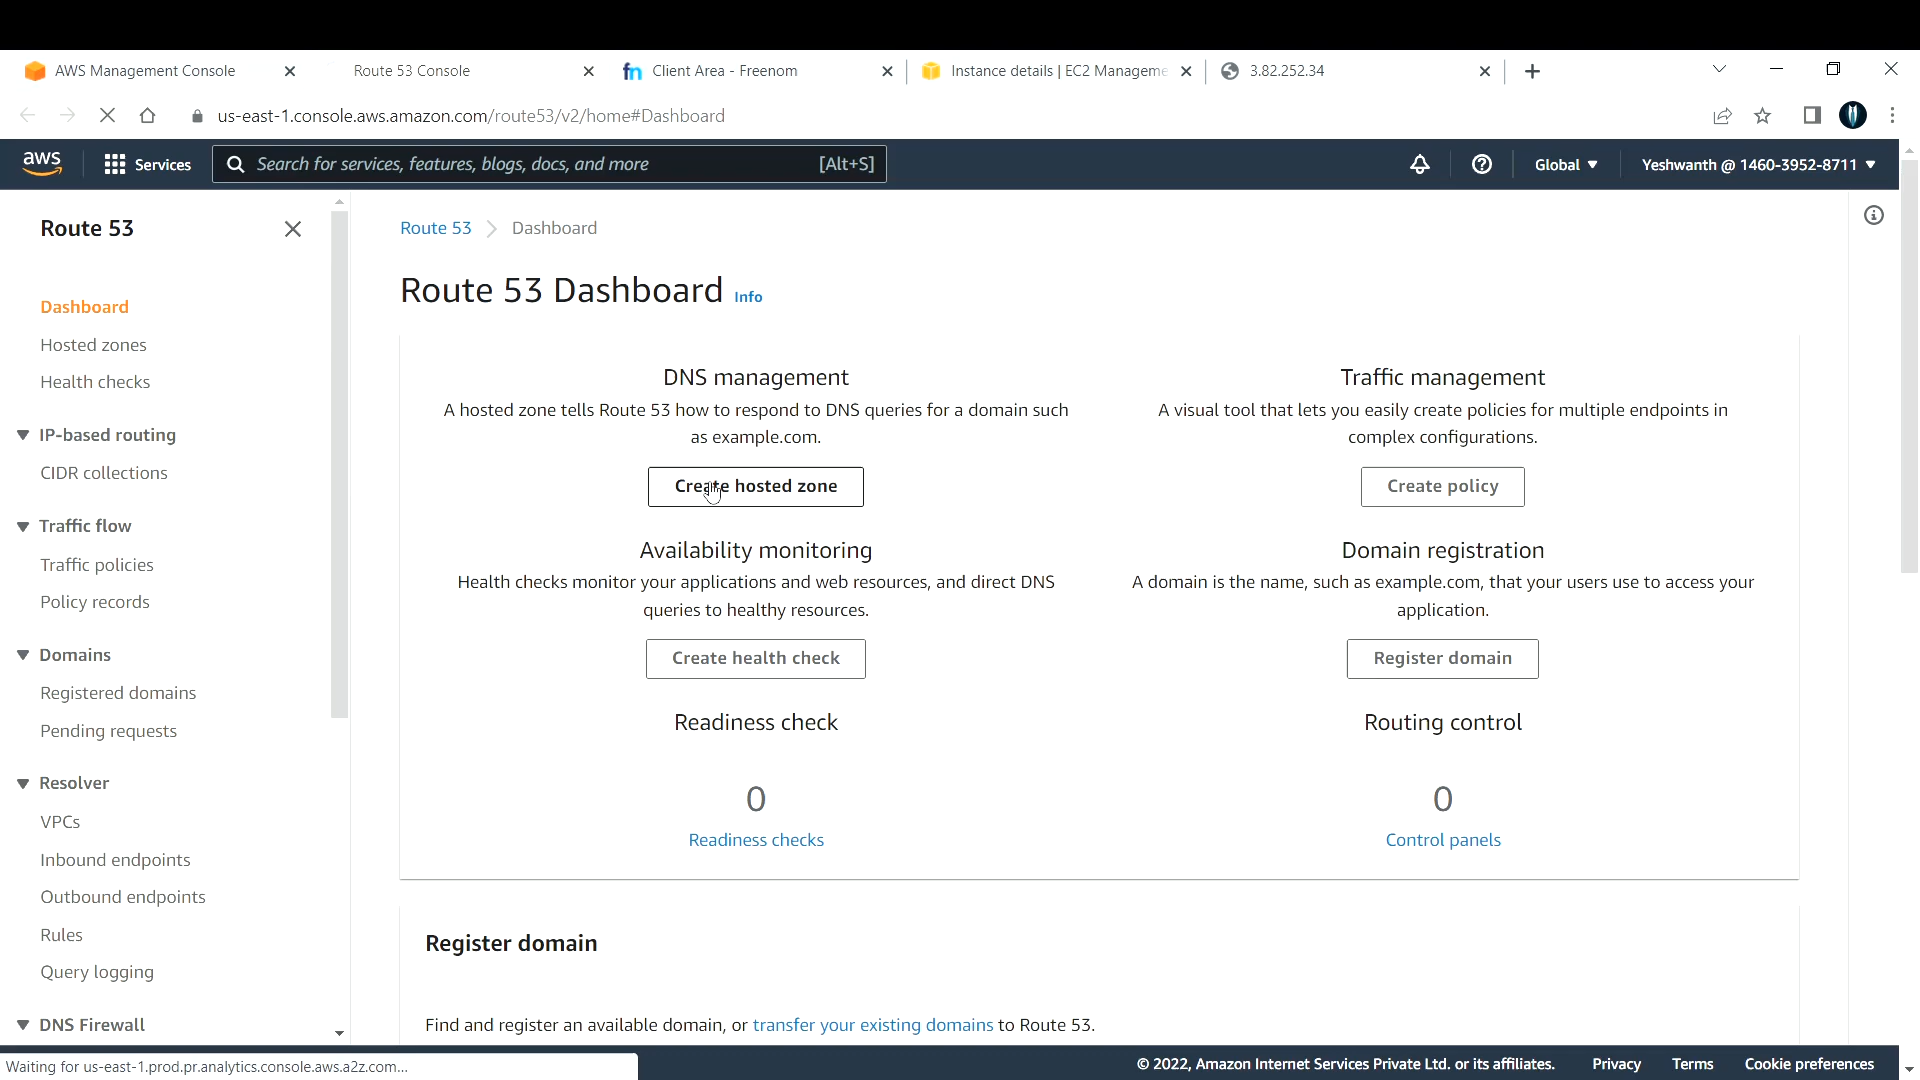 AWS Management Console
Route 53 Console
fn Client Area - Freenom
Instance details | EC2 Manageme
3.82.252.34
us-east-1.console.aws.amazon.com/route53/v2/home#Dashboard
aws
Services
Search for services, features, blogs, docs, and more
[Alt+S]
Global
Yeshwanth @ 1460-3952-8711
Route 53
Dashboard
Hosted zones
Health checks
IP-based routing
CIDR collections
Traffic flow
Traffic policies
Policy records
Domains
Registered domains
Pending requests
Resolver
VPCs
Inbound endpoints
Outbound endpoints
Rules
Query logging
DNS Firewall
Route 53
Dashboard
Route 53 Dashboard Info
DNS management
A hosted zone tells Route 53 how to respond to DNS queries for a domain such
as example.com.
Create hosted zone
Traffic management
A visual tool that lets you easily create policies for multiple endpoints in
complex configurations.
Create policy
Availability monitoring
Health checks monitor your applications and web resources, and direct DNS
queries to healthy resources.
Create health check
Domain registration
A domain is the name, such as example.com, that your users use to access your
application.
Register domain
Readiness check
0
Readiness checks
Routing control
0
Control panels
Register domain
Find and register an available domain, or transfer your existing domains to Route 53.
Waiting for us-east-1.prod.pr.analytics.console.aws.a2z.com...
© 2022, Amazon Internet Services Private Ltd. or its affiliates.
Privacy
Terms
Cookie preferences